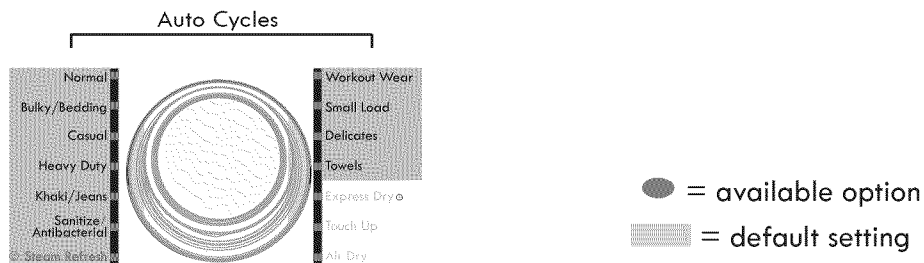 Auto Cycles
Normal
Bulky/Bedding
Casual
Heavy Duty
Khaki/Jeans
Sanitize/
Antibacterial
Steam Refresh
Workout Wear
Small Load
Delicates
Towels
Express Dry
Touch Up
Air Dry
= available option
= default setting